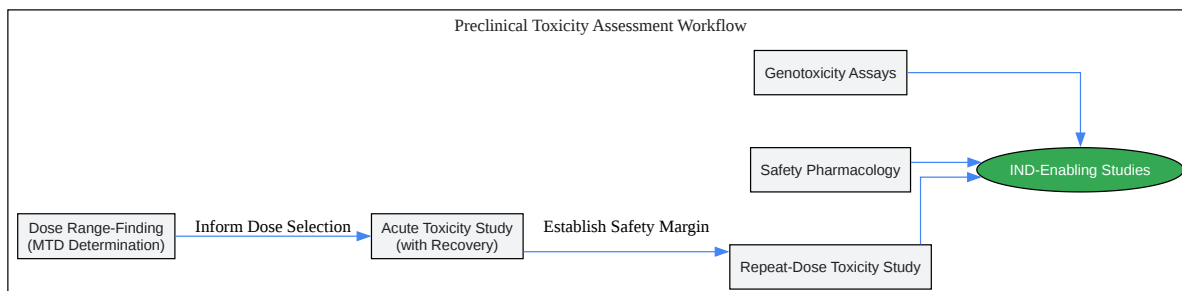 Preclinical Toxicity Assessment Workflow
Genotoxicity Assays
Safety Pharmacology
IND-Enabling Studies
Dose Range-Finding
(MTD Determination)
Inform Dose Selection
Acute Toxicity Study
(with Recovery)
Establish Safety Margin
Repeat-Dose Toxicity Study